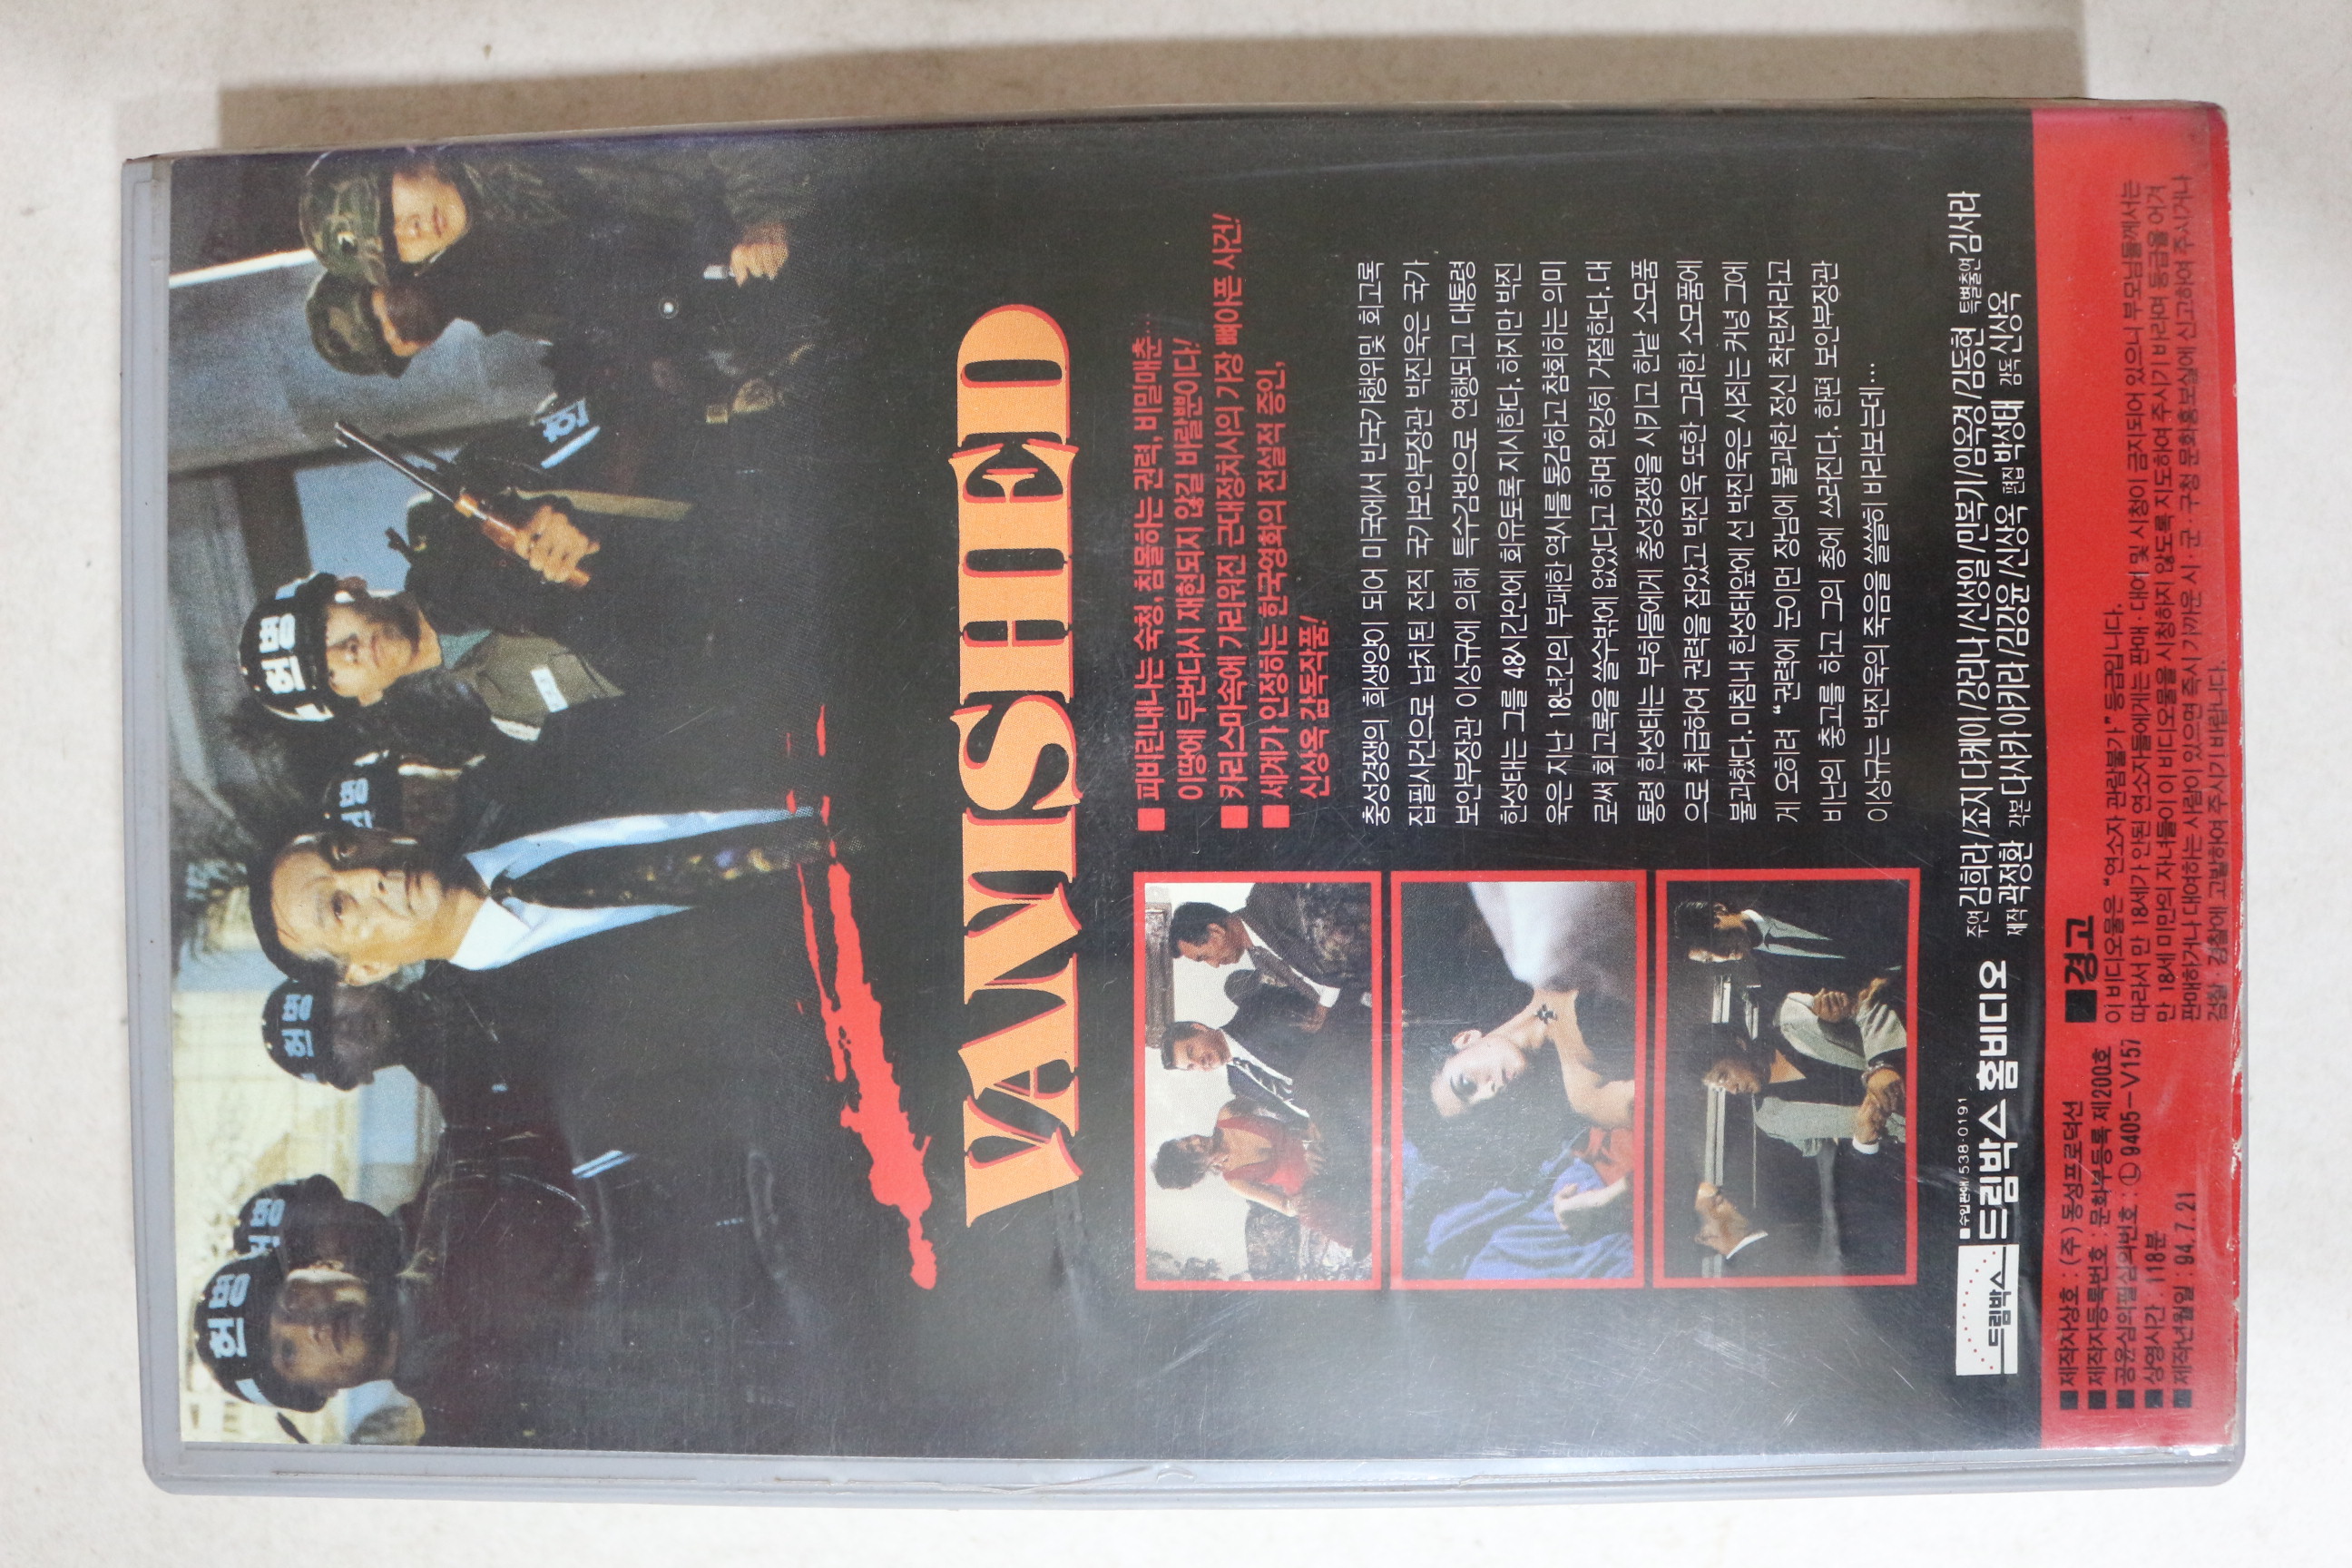 헌병
헌병
헌병
헌병
헌병
헌
VANISHED
■ 피비린내나는 숙청, 침몰하는 권력, 비밀매춘…
이땅에 두번다시 재현되지 않길 바랄뿐이다!
■ 카리스마속에 가리워진 근대정치사의 가장 뼈아픈 사건!
■ 세계가 인정하는 한국영화의 전설적 증인,
신상옥 감독작품!
충성경쟁의 희생양이 되어 미국에서 반국가행위및 회고록
집필사건으로 납치된 전직 국가보안부장관 박진욱은 국가
보안부장관 이상규에 의해 특수감방으로 연행되고 대통령
한성태는 그를 48시간안에 회유토록 지시한다. 하지만 박진
욱은 지난 18년간의 부패한 역사를 통감하고 참회하는 의미
로써 회고록을 쓸수밖에 없었다고 하며 완강히 거절한다. 대
통령 한성태는 부하들에게 충성경쟁을 시키고 한낱 소모품
으로 취급하여 권력을 잡았고 박진욱 또한 그러한 소모품에
불과했다. 마침내 한성태앞에 선 박진욱은 사죄는 커녕 그에
게 오히려 “권력에 눈이먼 장님에 불과한 정신 착란자라고
비난의 충고를 하고 그의 총에 쓰러진다. 한편 보안부장관
이상규는 박진욱의 죽음을 쓸쓸히 바라보는데…
드림박스
■수입판매/538-0191
드림박스 홈비디오
주연 김희라/죠지 다케이/강리나/신성일/민복기/임옥경/김동현 특별출연 김서라
제작 곽정환 각본 다사카 아키라/김강윤/신상옥 편집 박성태 감독 신상옥
■제작자상호 : (주)동성프로덕션
■제작자등록번호 : 문화부등록 제200호
■공윤심의필심의번호 : Ⓛ9405-V157
■상영시간 : 118분
■제작년월일 : 94.7.21
■경고
이 비디오물은 “연소자 관람불가” 등급입니다.
따라서 만 18세가 안된 연소자들에게는 판매·대여 및 시청이 금지되어 있으니 부모님들께서는
만 18세 미만의 자녀들이 이 비디오물을 시청하지 않도록 지도하여 주시기 바라며 등급을 어겨
판매하거나 대여하는 사람이 있으면 즉시 가까운 시·군·구청 문화홍보실에 신고하여 주시거나
검찰·경찰에 고발하여 주시기 바랍니다.